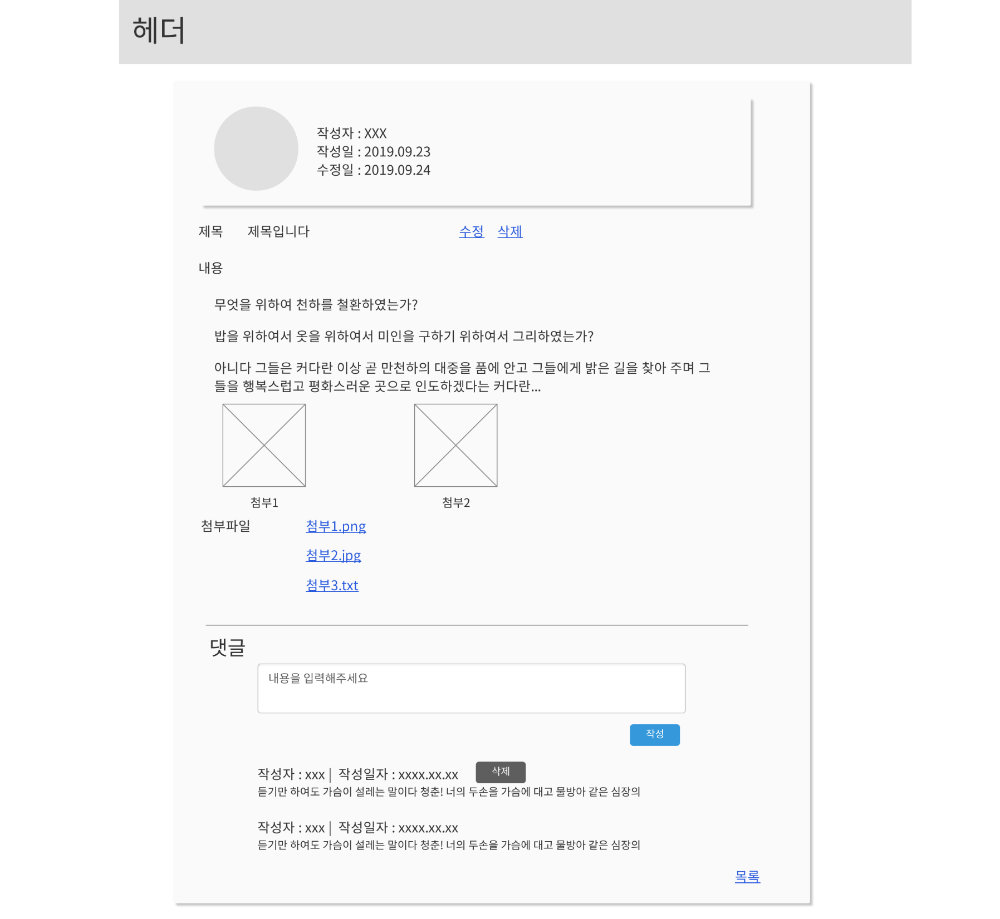 헤더
작성자 : XXX
작성일 : 2019.09.23
수정일 : 2019.09.24
제목 제목입니다 수정 삭제
내용
무엇을 위하여 천하를 철환하였는가?
밥을 위하여서 옷을 위하여서 미인을 구하기 위하여서 그리하였는가?
아니다 그들은 커다란 이상 곧 만천하의 대중을 품에 안고 그들에게 밝은 길을 찾아 주며 그
들을 행복스럽고 평화스러운 곳으로 인도하겠다는 커다란...
첨부1 첨부2
첨부파일 첨부1.png
첨부2.jpg
첨부3.txt
댓글
내용을 입력해주세요
작성
작성자 : xxx | 작성일자 : xxxx.xx.xx 삭제
듣기만 하여도 가슴이 설레는 말이다 청춘! 너의 두손을 가슴에 대고 물방아 같은 심장의
작성자 : xxx | 작성일자 : xxxx.xx.xx
듣기만 하여도 가슴이 설레는 말이다 청춘! 너의 두손을 가슴에 대고 물방아 같은 심장의
목록